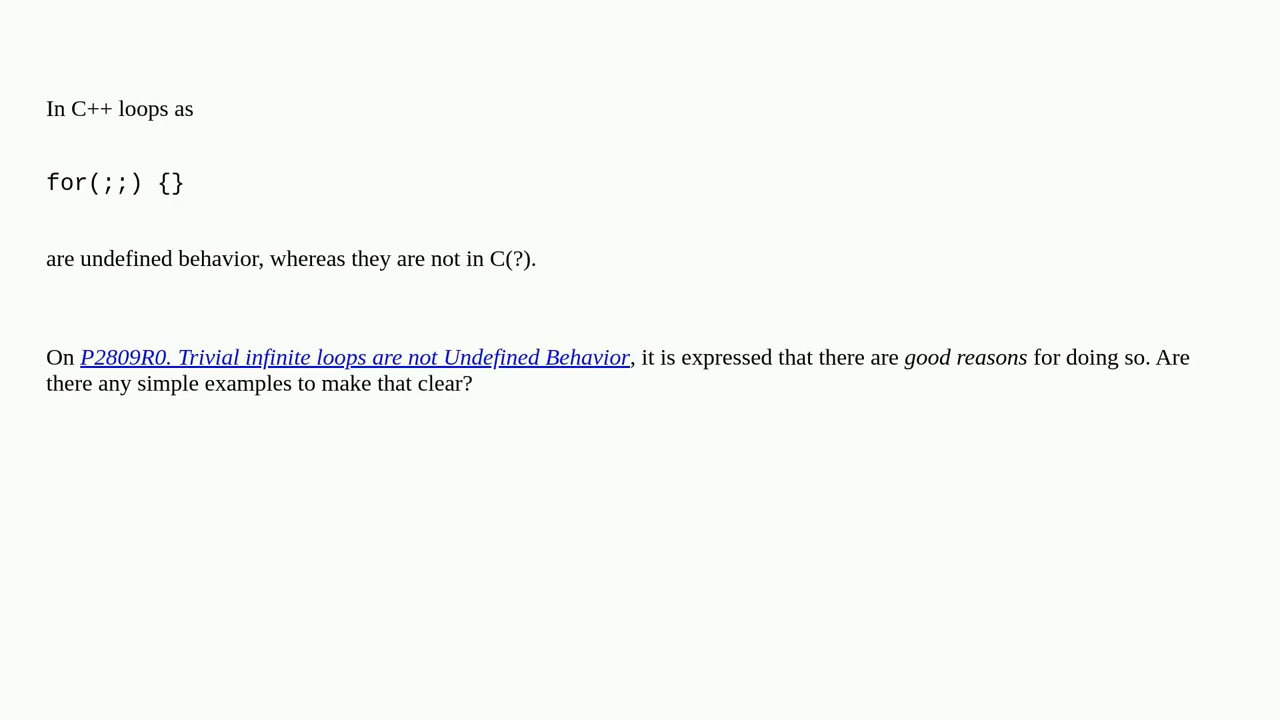 In C++ loops as
for(;;) {}
are undefined behavior, whereas they are not in C(?).
On P2809R0. Trivial infinite loops are not Undefined Behavior, it is expressed that there are good reasons for doing so. Are
there any simple examples to make that clear?